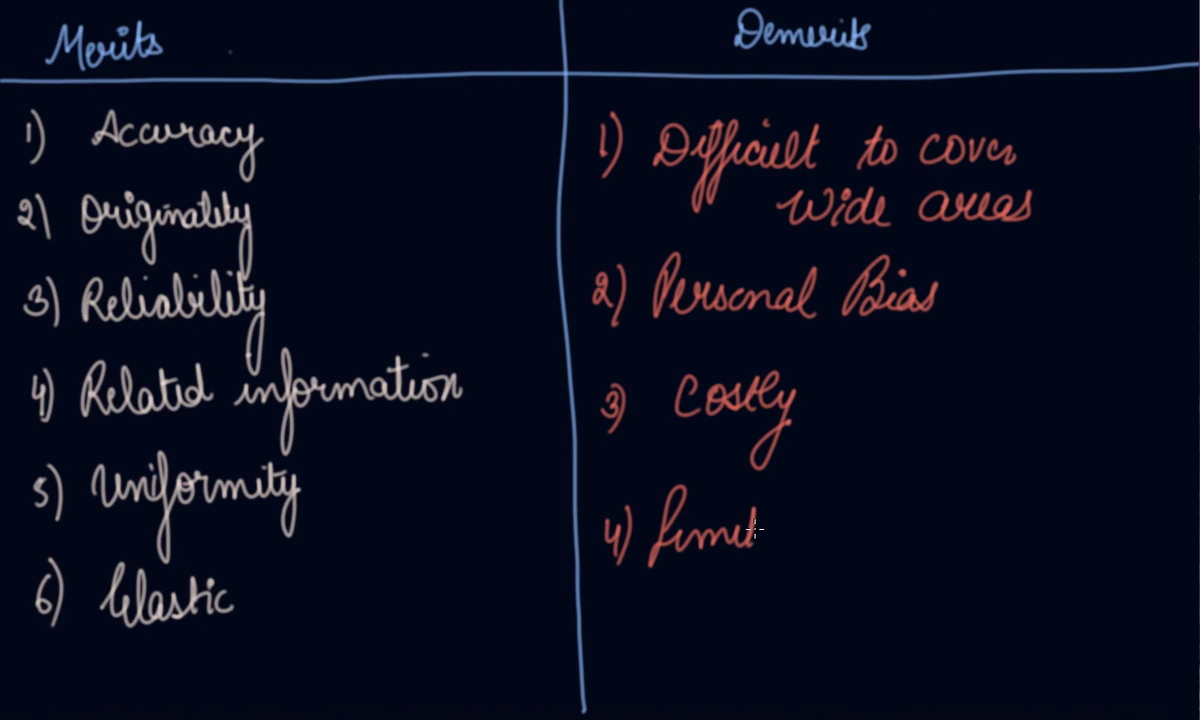 Merits
Demerits
1) Accuracy
2) Originality
3) Reliability
4) Related information
5) Uniformity
6) Elastic
1) Difficult to cover
wide areas
2) Personal Bias
3) Costly
4) Limit